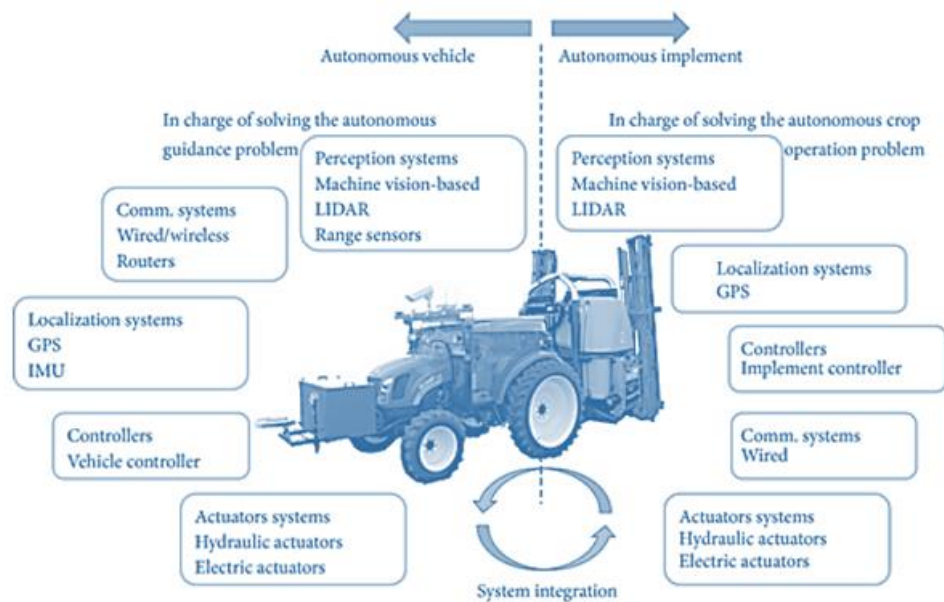 Autonomous vehicle
Autonomous implement
In charge of solving the autonomous
guidance problem
In charge of solving the autonomous crop
operation problem
Perception systems
Machine vision-based
LIDAR
Range sensors
Perception systems
Machine vision-based
LIDAR
Comm. systems
Wired/wireless
Routers
Localization systems
GPS
Localization systems
GPS
IMU
Controllers
Implement controller
Controllers
Vehicle controller
Comm. systems
Wired
Actuators systems
Hydraulic actuators
Electric actuators
Actuators systems
Hydraulic actuators
Electric actuators
System integration